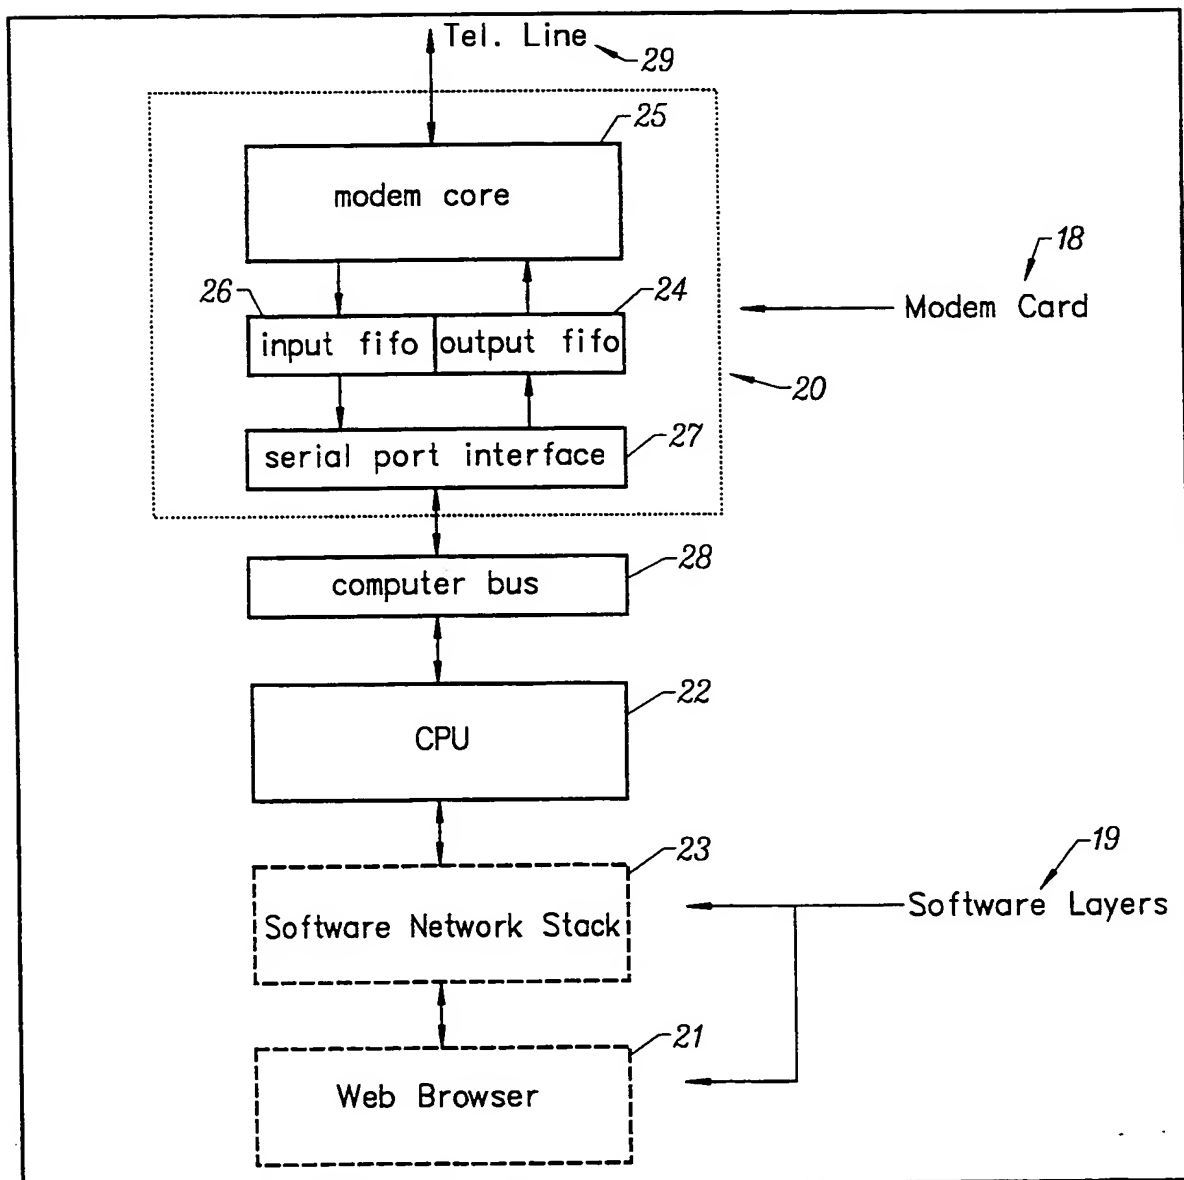 Tel. Line
29
25
modem core
18
Modem Card
26
24
input fifo
output fifo
20
27
serial port interface
28
computer bus
22
CPU
23
19
Software Network Stack
Software Layers
21
Web Browser